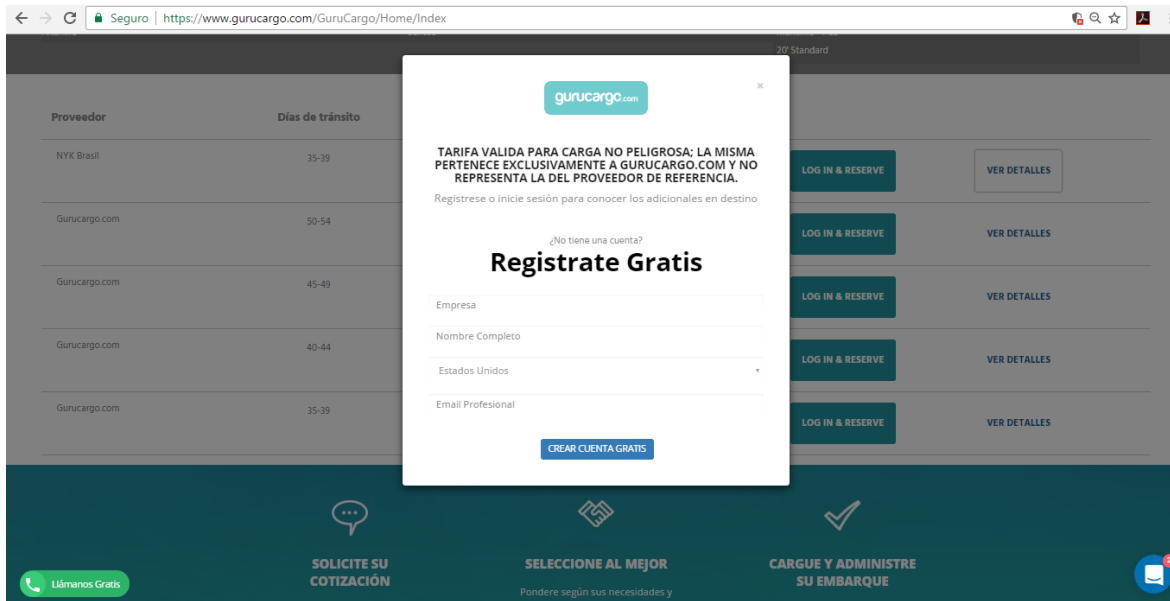 Seguro | https://www.gurucargo.com/GuruCargo/Home/Index
20' Standard
gurucargo.com
×
Proveedor
Días de tránsito
TARIFA VALIDA PARA CARGA NO PELIGROSA; LA MISMA
PERTENECE EXCLUSIVAMENTE A GURUCARGO.COM Y NO
REPRESENTA LA DEL PROVEEDOR DE REFERENCIA.
Registrese o inicie sesión para conocer los adicionales en destino
¿No tiene una cuenta?
Registrate Gratis
Empresa
Nombre Completo
Estados Unidos
Email Profesional
CREAR CUENTA GRATIS
NYK Brasil
35-39
LOG IN & RESERVE
VER DETALLES
Gurucargo.com
50-54
LOG IN & RESERVE
VER DETALLES
Gurucargo.com
45-49
LOG IN & RESERVE
VER DETALLES
Gurucargo.com
40-44
LOG IN & RESERVE
VER DETALLES
Gurucargo.com
35-39
LOG IN & RESERVE
VER DETALLES
SOLICITE SU
COTIZACIÓN
SELECCIONE AL MEJOR
Pondere según sus necesidades y
CARGUE Y ADMINISTRE
SU EMBARQUE
Llámanos Gratis